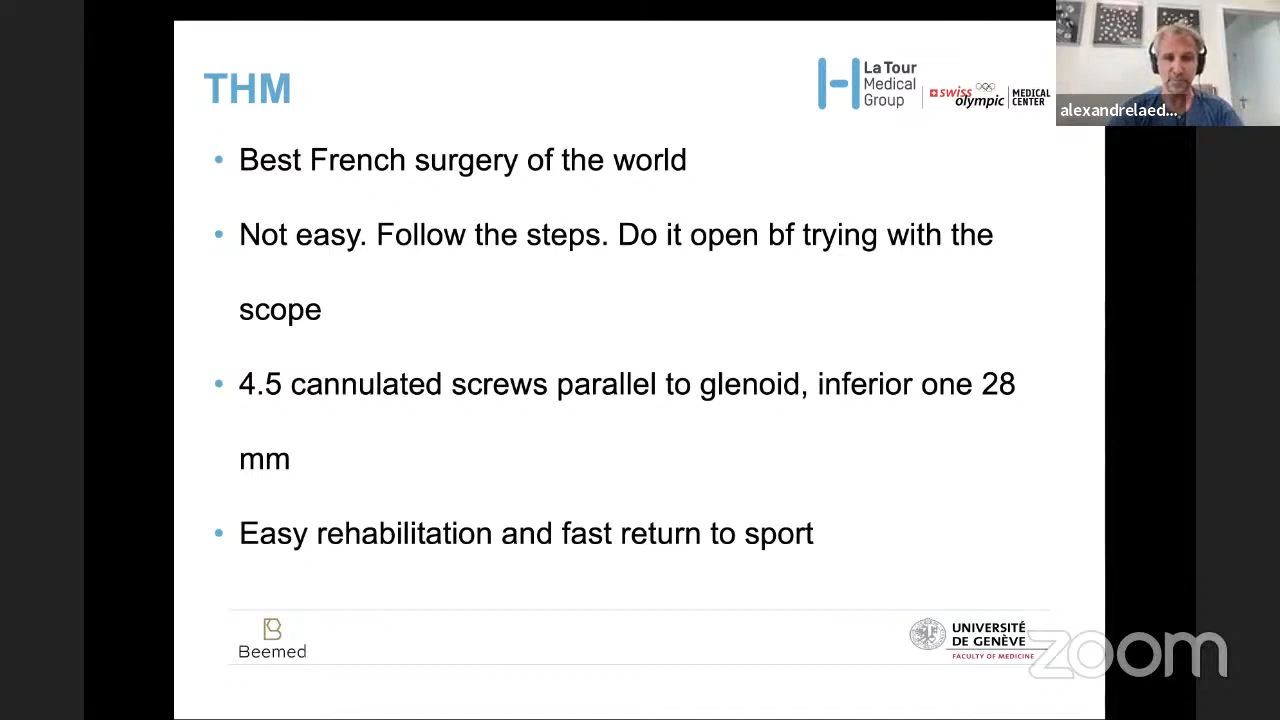 THM
La Tour
Medical
Group
swiss
olympic
MEDICAL
CENTER
alexandrelaed...
• Best French surgery of the world
• Not easy. Follow the steps. Do it open bf trying with the
scope
• 4.5 cannulated screws parallel to glenoid, inferior one 28
mm
• Easy rehabilitation and fast return to sport
Beemed
UNIVERSITÉ
DE GENÈVE
FACULTY OF MEDICINE
zoom